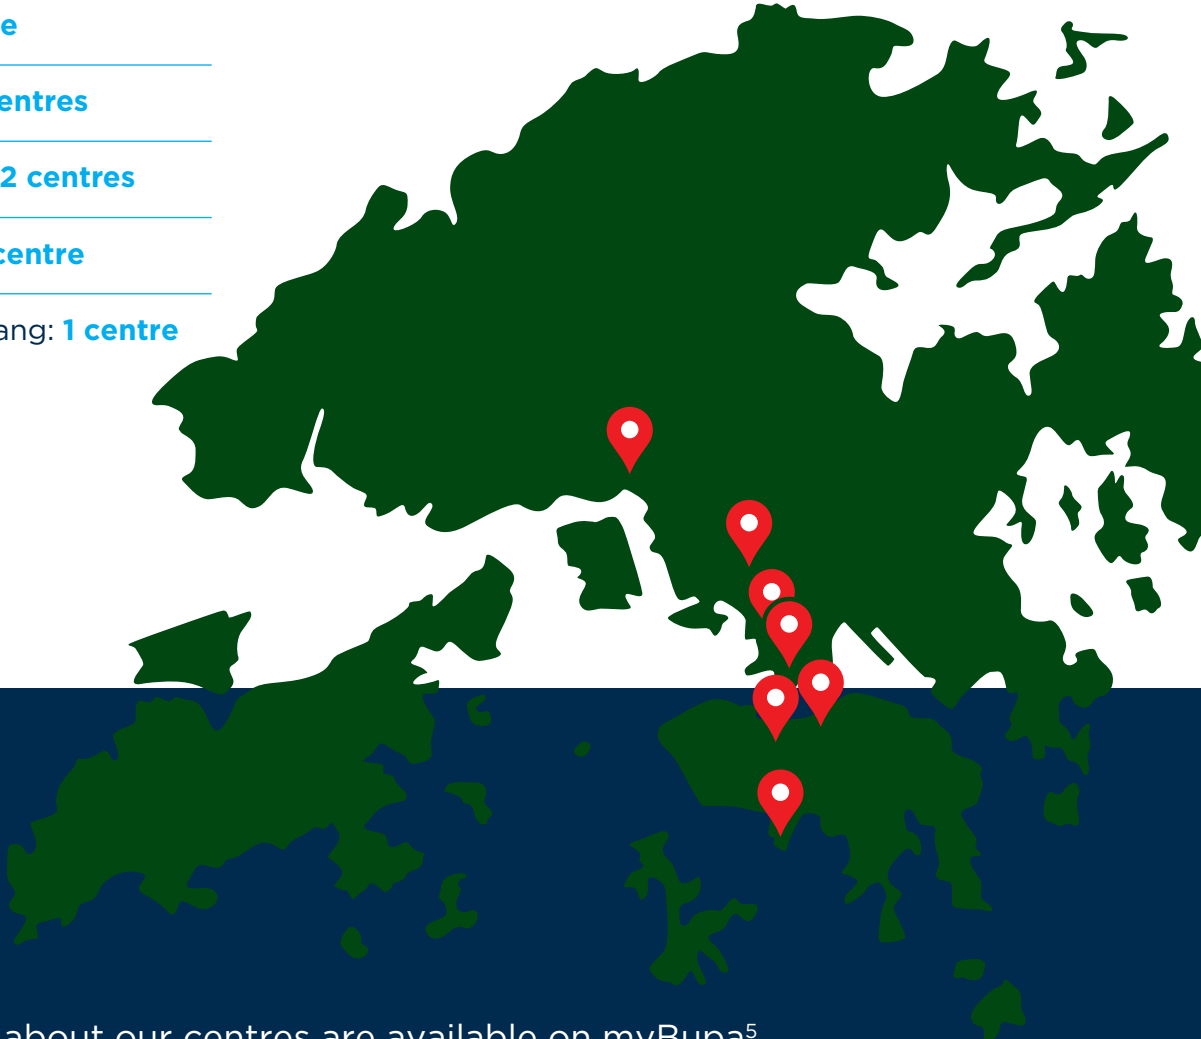 e
entres
2 centres
centre
ang: 1 centre
about our centres are available on myBupa⁵